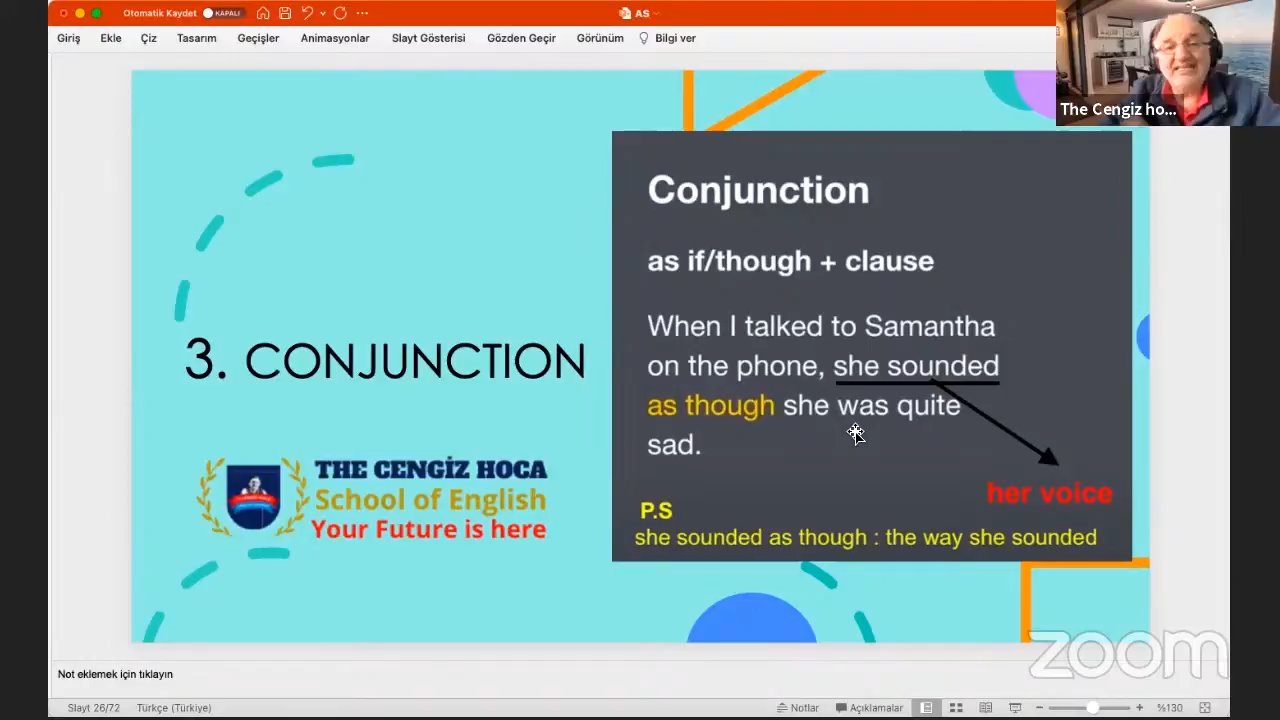 Otomatik Kaydet KAPALI
AS
Giriş Ekle Çiz Tasarım Geçişler Animasyonlar Slayt Gösterisi Gözden Geçir Görünüm Bilgi ver
The Cengiz ho...
Conjunction
as if/though + clause
When I talked to Samantha
on the phone, she sounded
as though she was quite
sad.
her voice
P.S
she sounded as though : the way she sounded
3. CONJUNCTION
THE CENGİZ HOCA
School of English
Your Future is here
zoom
Not eklemek için tıklayın
Slayt 26/72 Türkçe (Türkiye) Notlar Açıklamalar %130